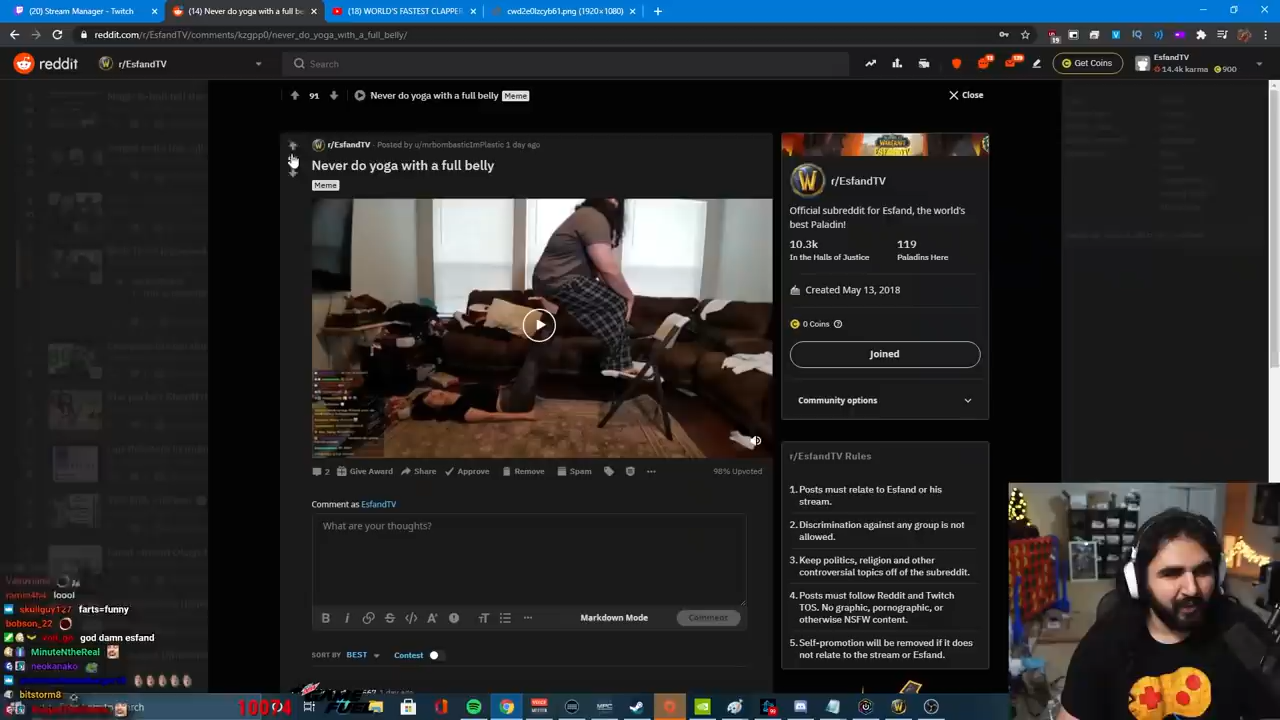 (20) Stream Manager - Twitch
(14) Never do yoga with a full be
(18) WORLD'S FASTEST CLAPPER
cwd2e0lzcyb61.png (1920×1080)
reddit.com/r/EsfandTV/comments/kzgpp0/never_do_yoga_with_a_full_belly/
reddit
r/EsfandTV
Search
Get Coins
EsfandTV
14.4k karma
900
91
Never do yoga with a full belly
Meme
Close
r/EsfandTV · Posted by u/mrbombasticImPlastic 1 day ago
Never do yoga with a full belly
Meme
2
Give Award
Share
Approve
Remove
Spam
98% Upvoted
Comment as EsfandTV
What are your thoughts?
Markdown Mode
Comment
SORT BY BEST
Contest
r/EsfandTV
Official subreddit for Esfand, the world's
best Paladin!
10.3k
119
In the Halls of Justice
Paladins Here
Created May 13, 2018
0 Coins
Joined
Community options
r/EsfandTV Rules
1. Posts must relate to Esfand or his
stream.
2. Discrimination against any group is not
allowed.
3. Keep politics, religion and other
controversial topics off of the subreddit.
4. Posts must follow Reddit and Twitch
TOS. No graphic, pornographic, or
otherwise NSFW content.
5. Self-promotion will be removed if it does
not relate to the stream or Esfand.
loool
skullguy127 farts=funny
bobson_22
god damn esfand
MinuteNtheReal
neokanako
bitstorm8
10074